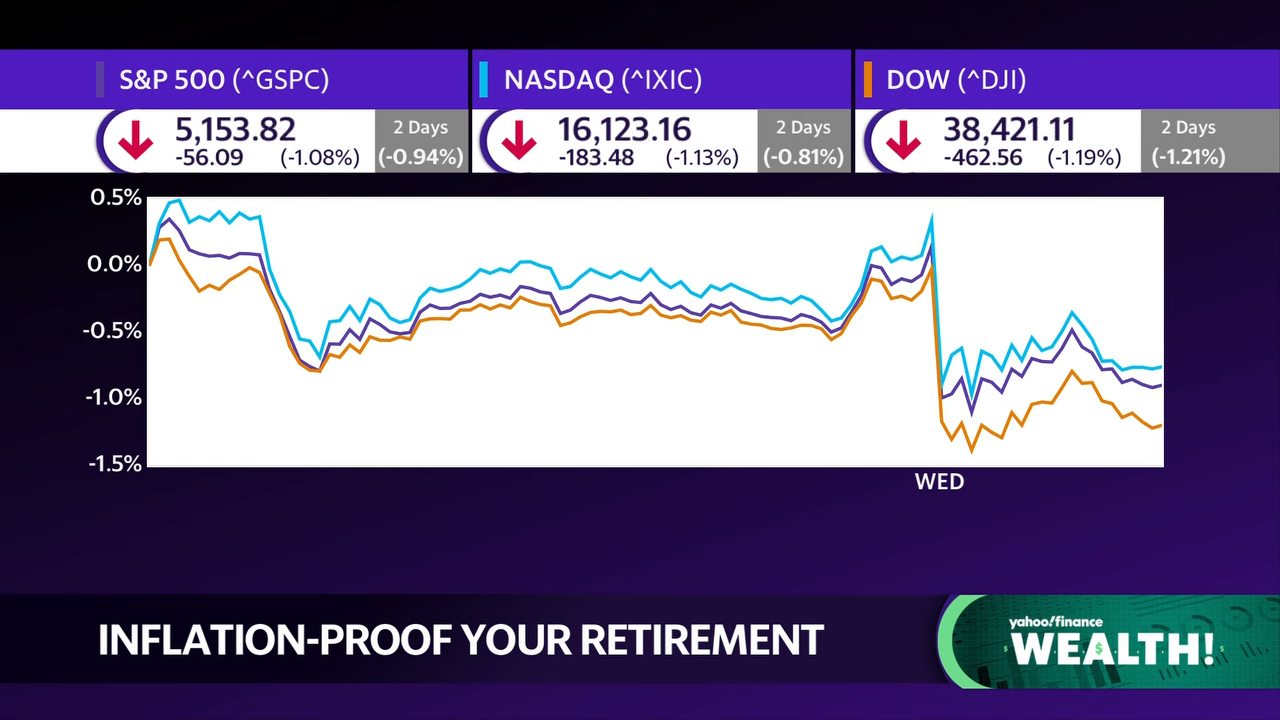 S&P 500 (^GSPC)
5,153.82
-56.09 (-1.08%)
2 Days
(-0.94%)
NASDAQ (^IXIC)
16,123.16
-183.48 (-1.13%)
2 Days
(-0.81%)
DOW (^DJI)
38,421.11
-462.56 (-1.19%)
2 Days
(-1.21%)
0.5%
0.0%
-0.5%
-1.0%
-1.5%
WED
INFLATION-PROOF YOUR RETIREMENT
yahoo!finance
WEALTH!